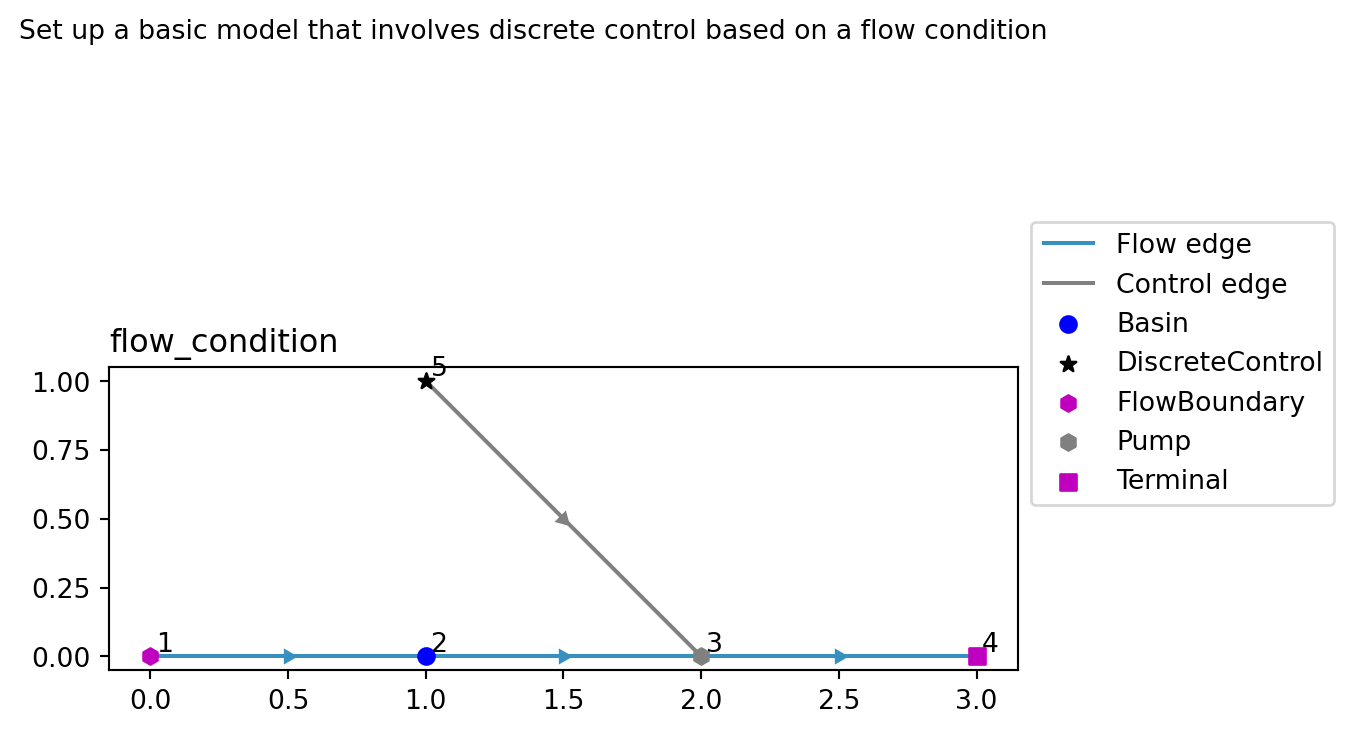 Set up a basic model that involves discrete control based on a flow condition
flow_condition
Flow edge
Control edge
Basin
DiscreteControl
FlowBoundary
Pump
Terminal
1.00
0.75
0.50
0.25
0.00
5
1
2
3
4
0.0 0.5 1.0 1.5 2.0 2.5 3.0